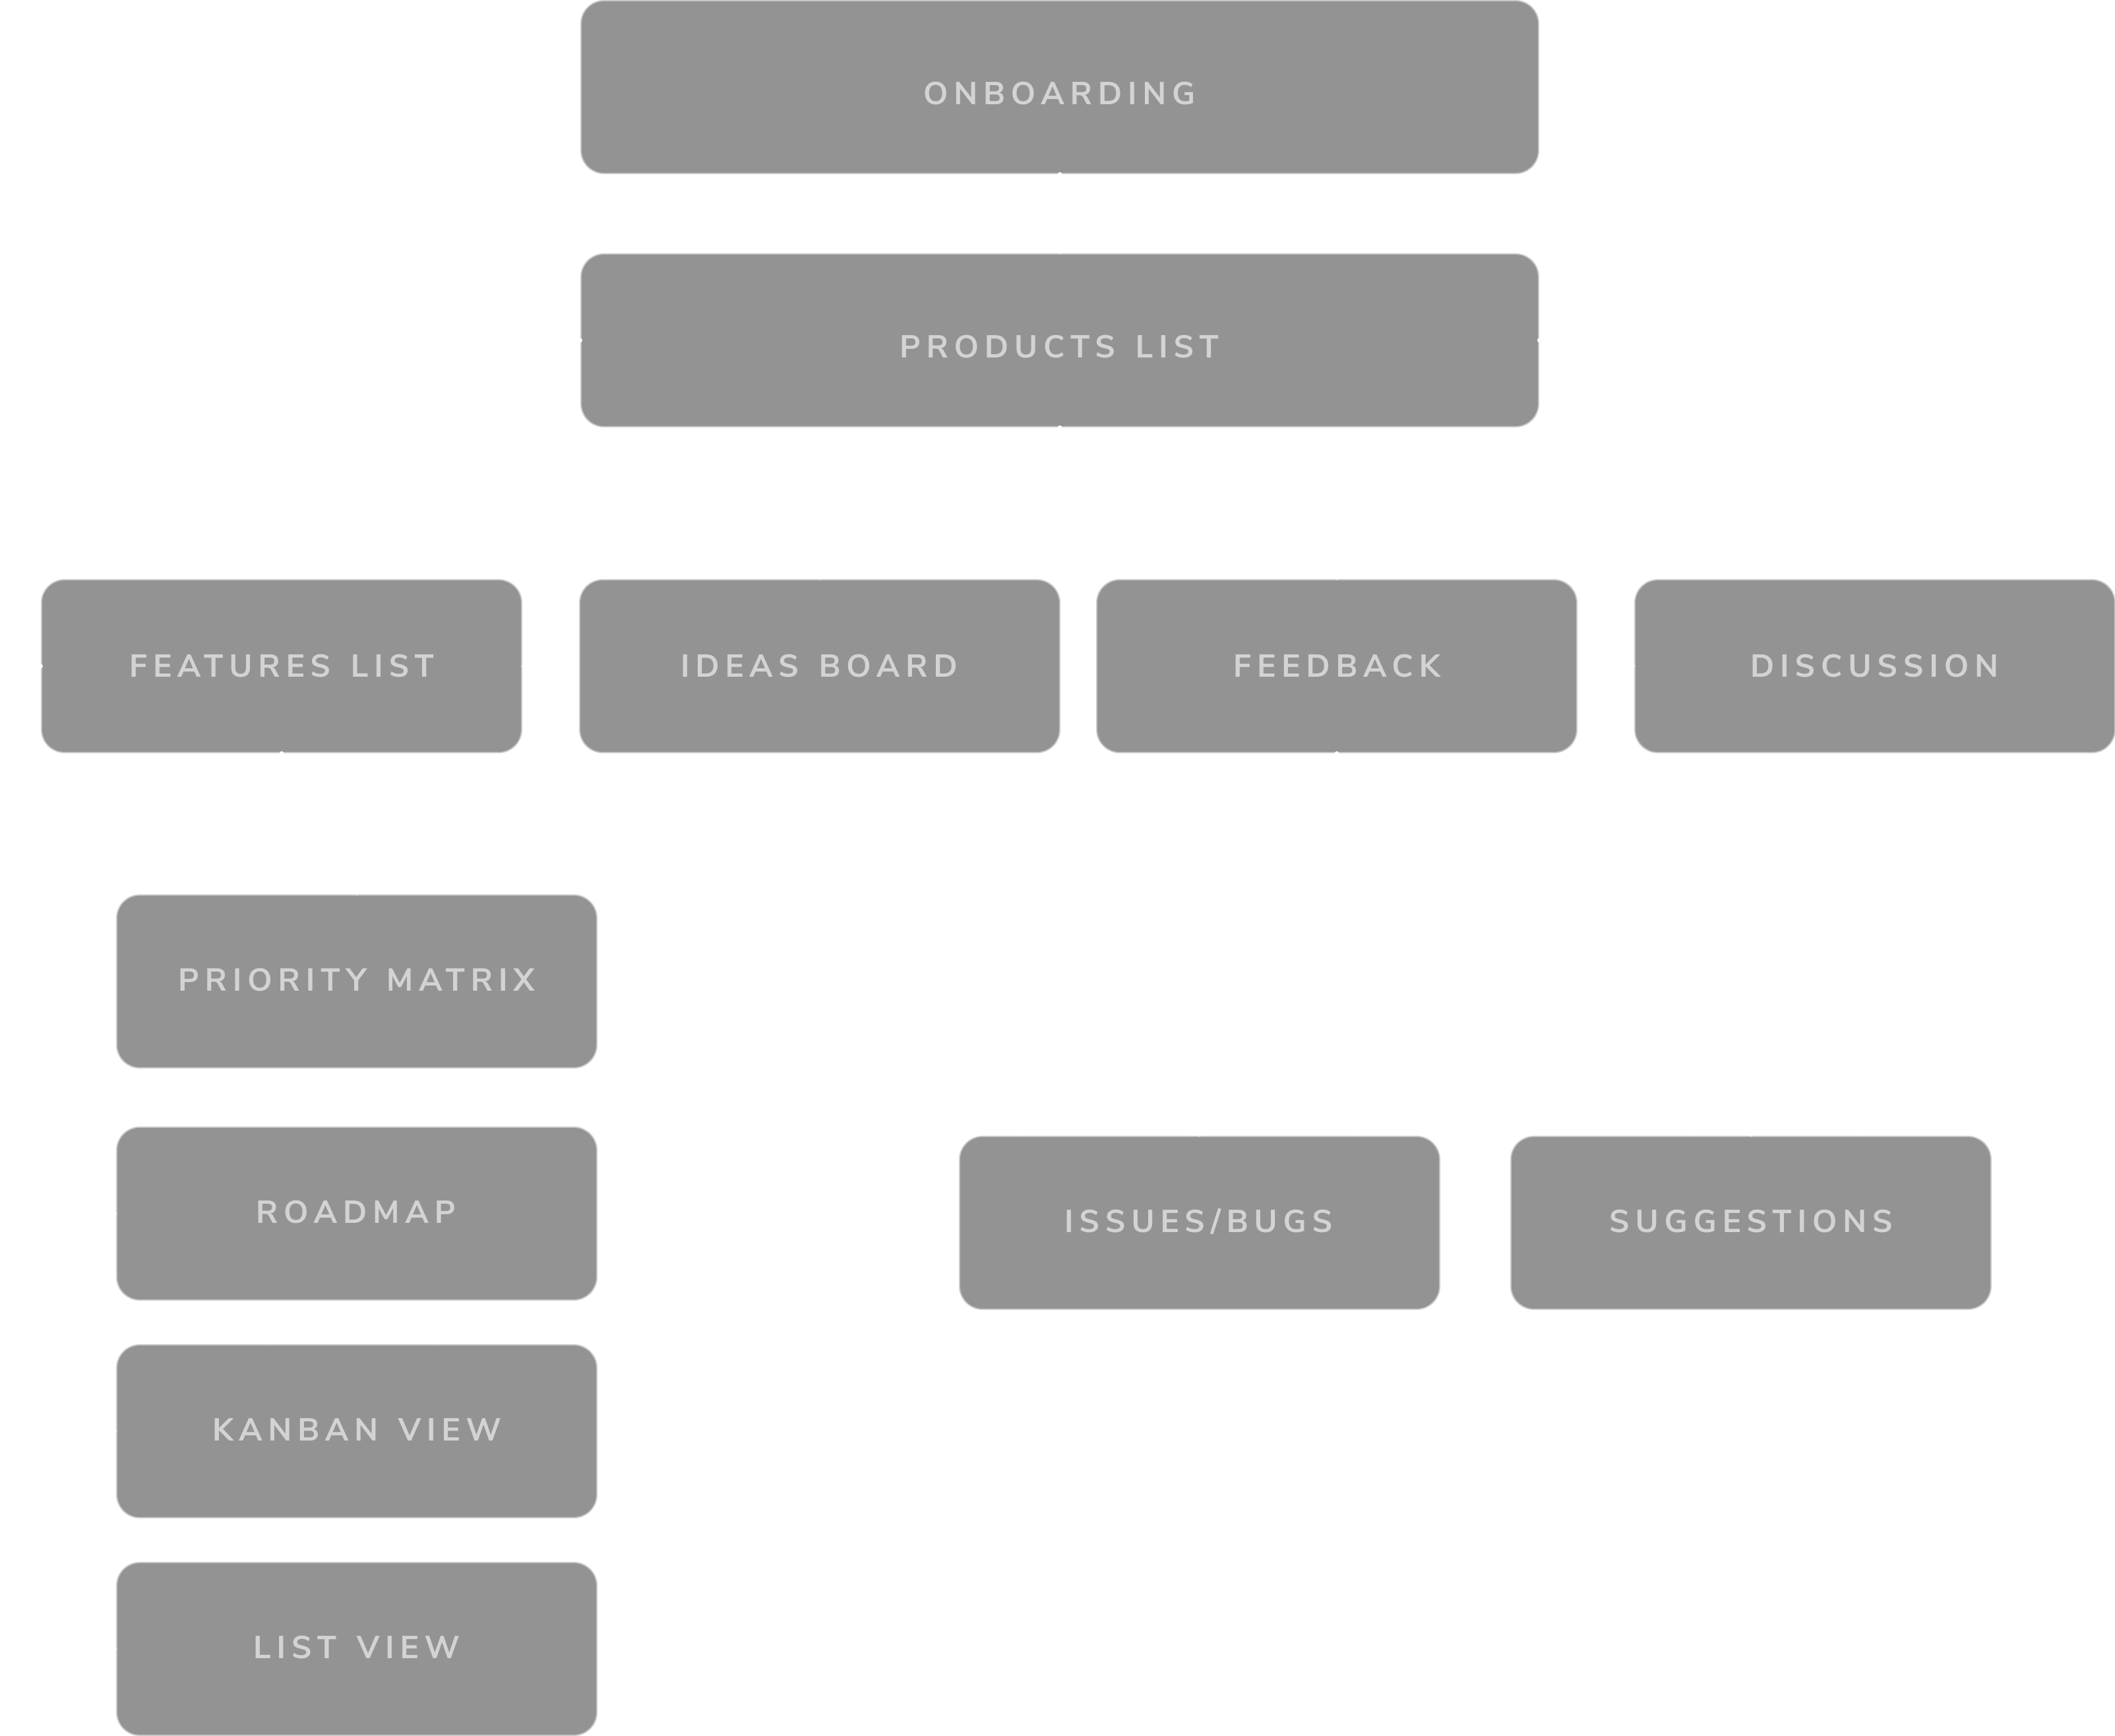 ONBOARDING
PRODUCTS LIST
FEATURES LIST
IDEAS BOARD
FEEDBACK
DISCUSSION
PRIORITY MATRIX
ROADMAP
ISSUES/BUGS
SUGGESTIONS
KANBAN VIEW
LIST VIEW